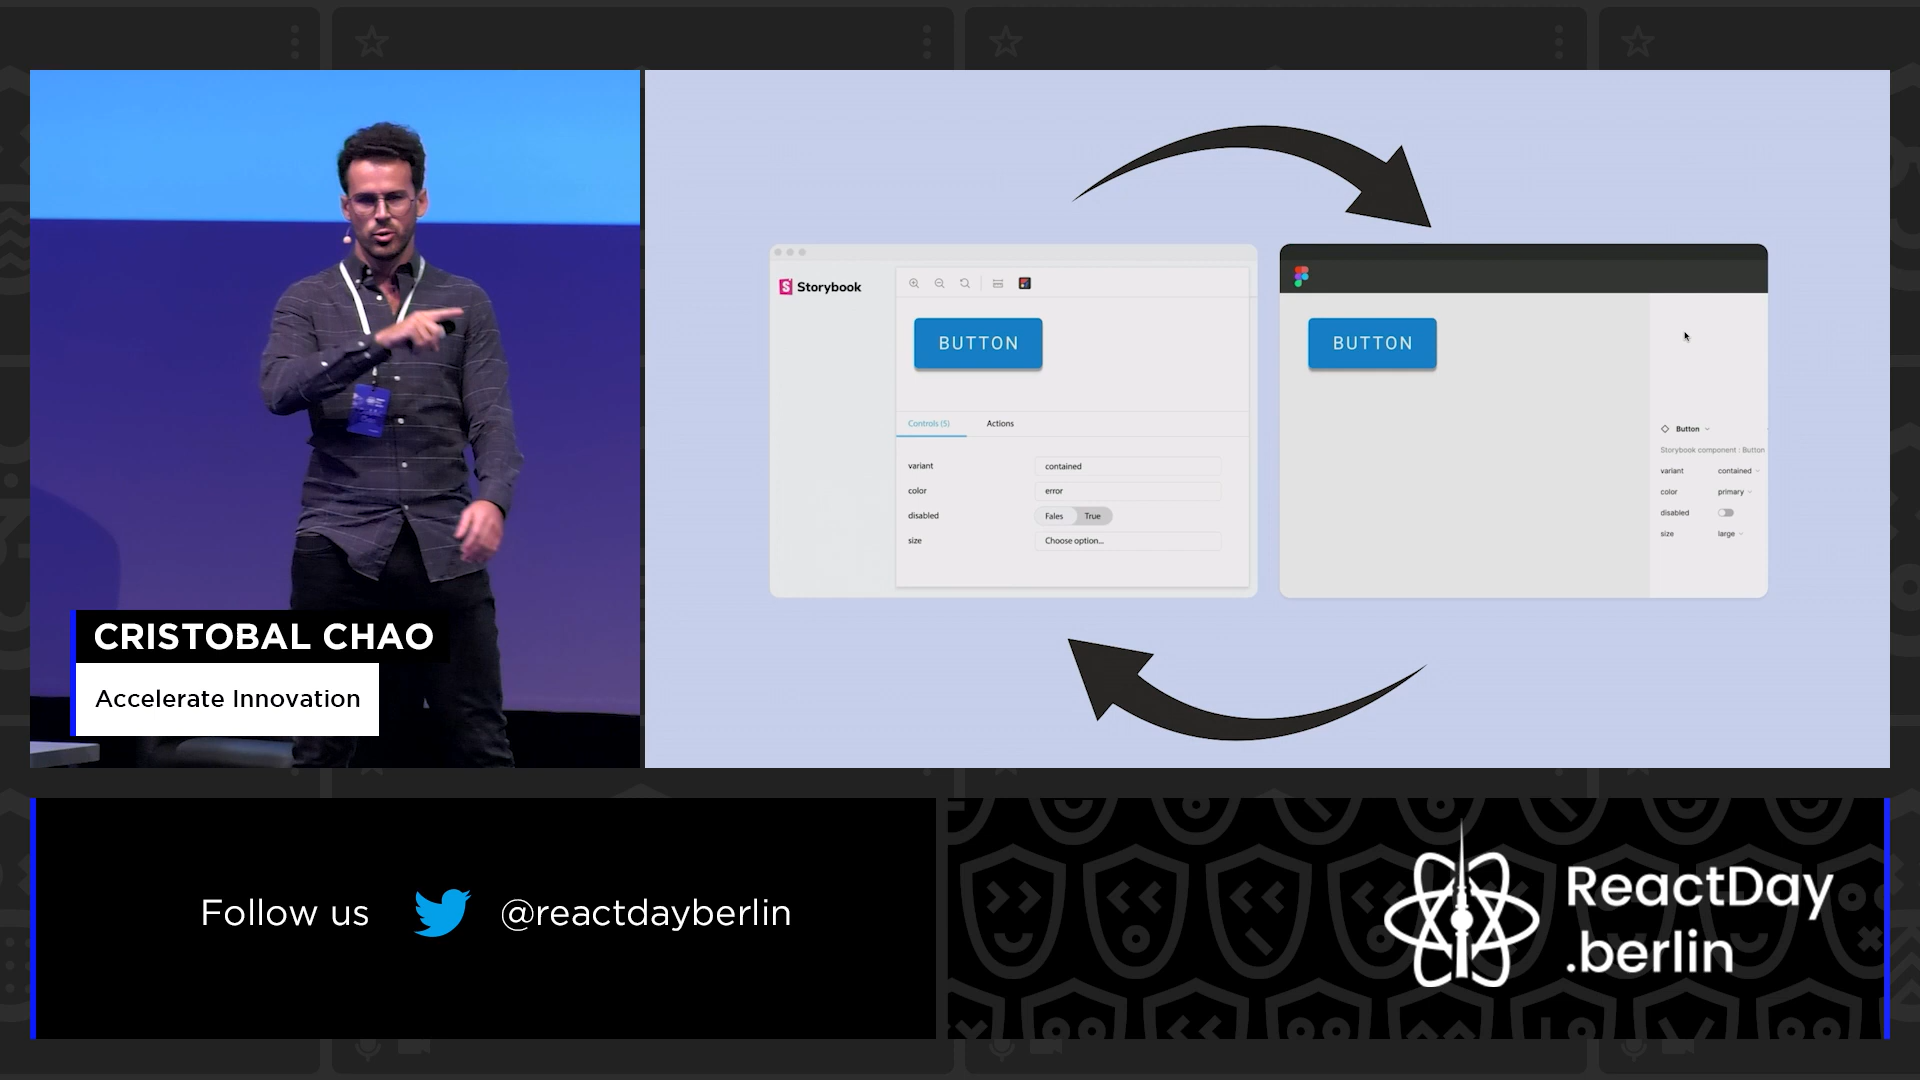 CRISTOBAL CHAO
Accelerate Innovation
Storybook
BUTTON
Controls (5)
Actions
variant
contained
color
error
disabled
Fales
True
size
Choose option...
BUTTON
Button
Storybook component : Button
variant
contained
color
primary
disabled
size
large
Follow us
@reactdayberlin
ReactDay
.berlin